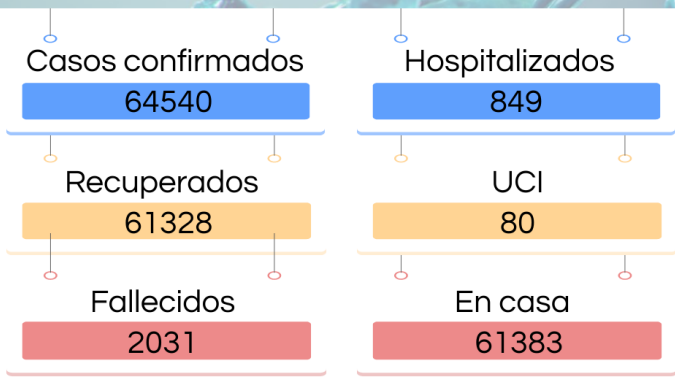 Casos confirmados
64540
Hospitalizados
849
Recuperados
61328
UCI
80
Fallecidos
2031
En casa
61383